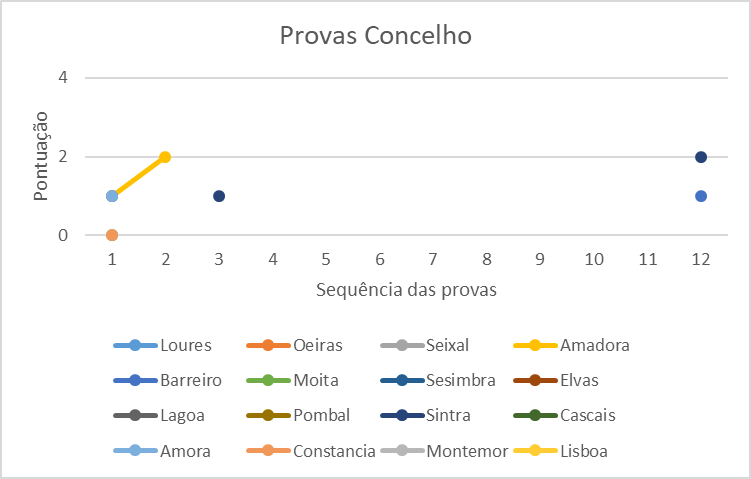 Provas Concelho
4
2
0
Pontuação
1 2 3 4 5 6 7 8 9 10 11 12
Sequência das provas
Loures Oeiras Seixal Amadora
Barreiro Moita Sesimbra Elvas
Lagoa Pombal Sintra Cascais
Amora Constancia Montemor Lisboa